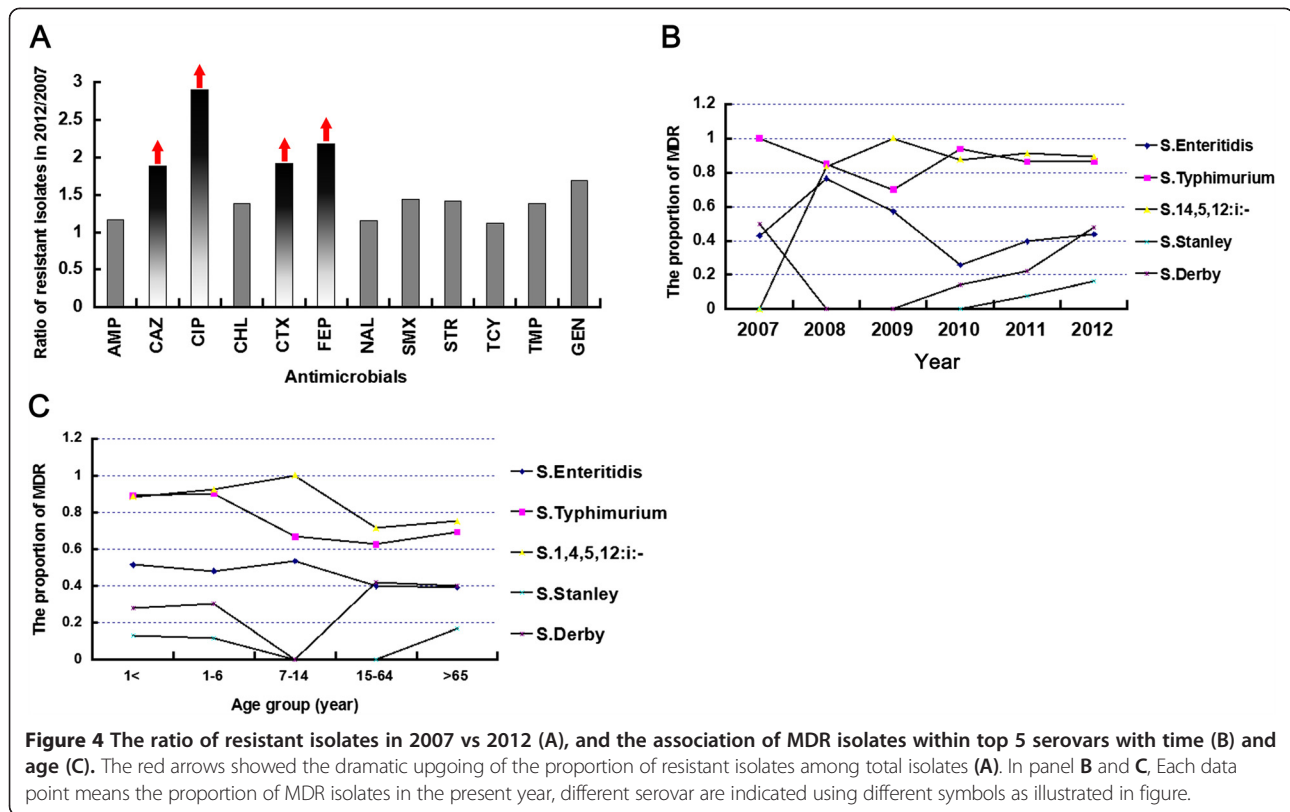 A
Ratio of resistant isolates in 2012/2007
3
2.5
2
1.5
1
0.5
0
AMP
CAZ
CIP
CHL
CTX
FEP
NAL
SMX
STR
TCY
TMP
GEN
Antimicrobials
B
The proportion of MDR
1.2
1
0.8
0.6
0.4
0.2
0
2007 2008 2009 2010 2011 2012
Year
S.Enteritidis
S.Typhimurium
S.14,5,12:i:-
S.Stanley
S.Derby
C
The proportion of MDR
1.2
1
0.8
0.6
0.4
0.2
0
1< 1-6 7-14 15-64 >65
Age group (year)
S.Enteritidis
S.Typhimurium
S.1,4,5,12:i:-
S.Stanley
S.Derby
Figure 4 The ratio of resistant isolates in 2007 vs 2012 (A), and the association of MDR isolates within top 5 serovars with time (B) and
age (C). The red arrows showed the dramatic upgoing of the proportion of resistant isolates among total isolates (A). In panel B and C, Each data
point means the proportion of MDR isolates in the present year, different serovar are indicated using different symbols as illustrated in figure.